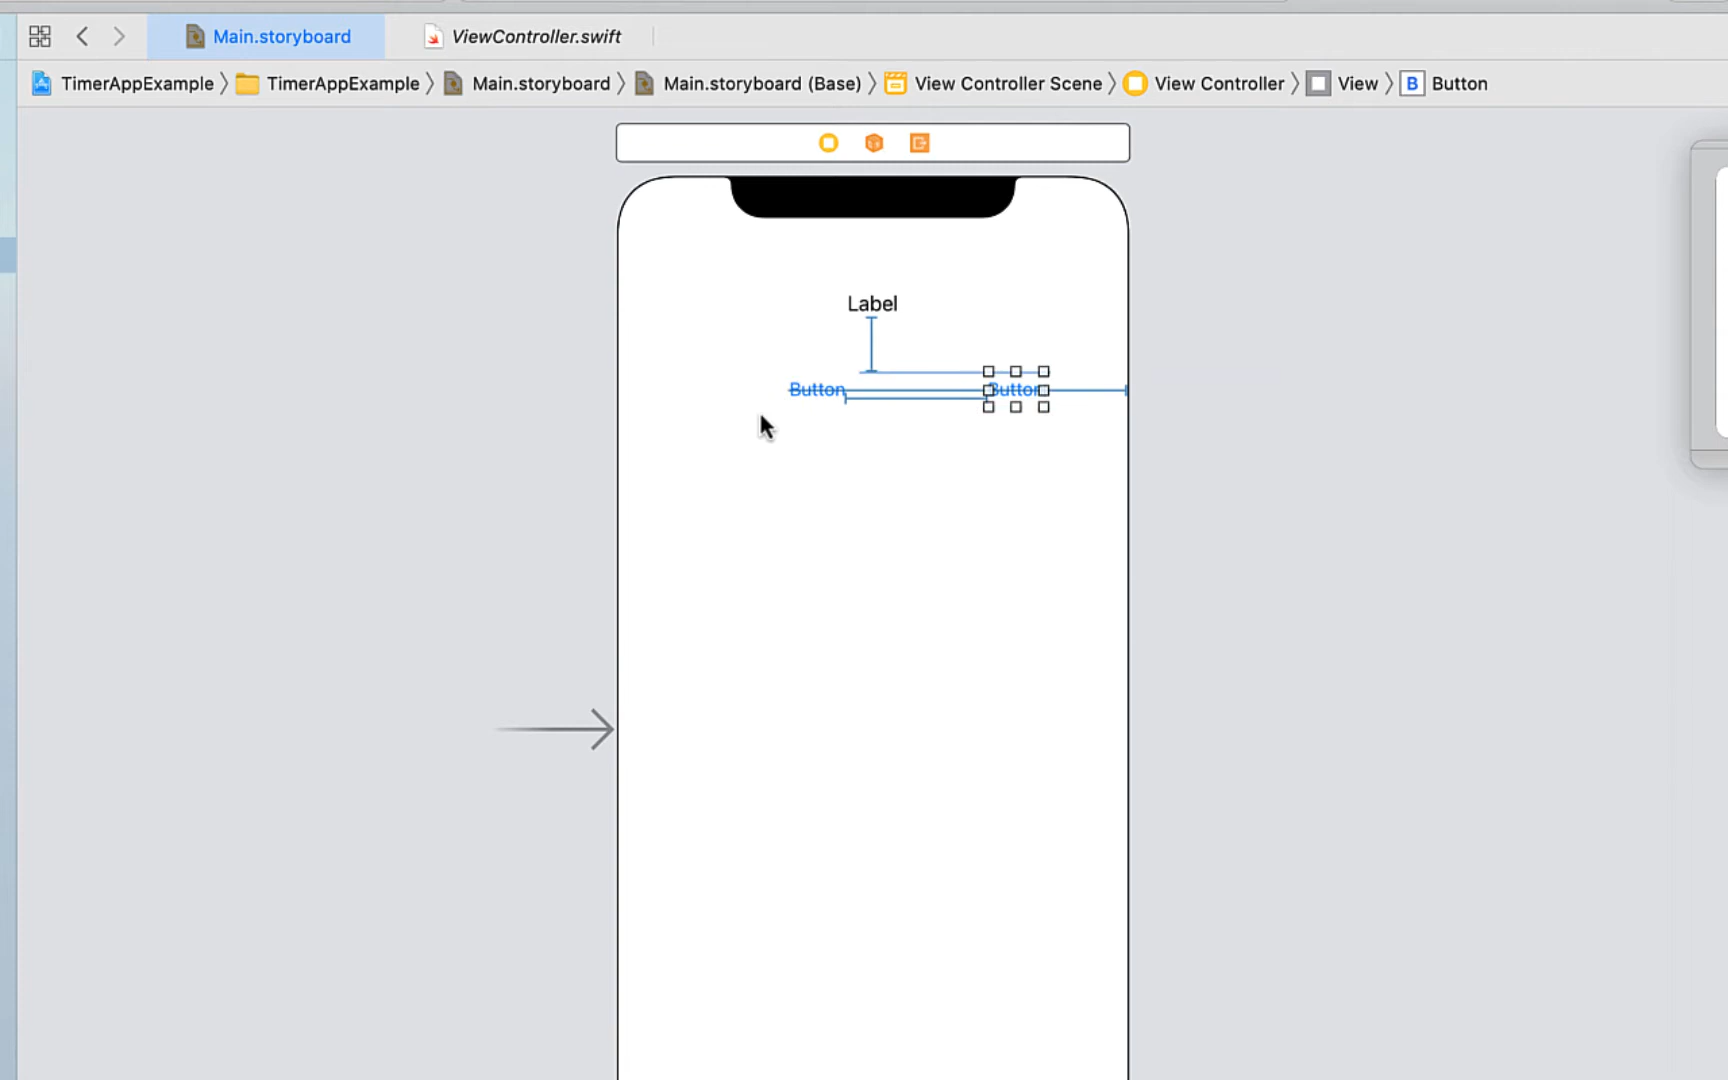 Main.storyboard ViewController.swift
TimerAppExample TimerAppExample Main.storyboard Main.storyboard (Base) View Controller Scene View Controller View B Button
Label
Button Button